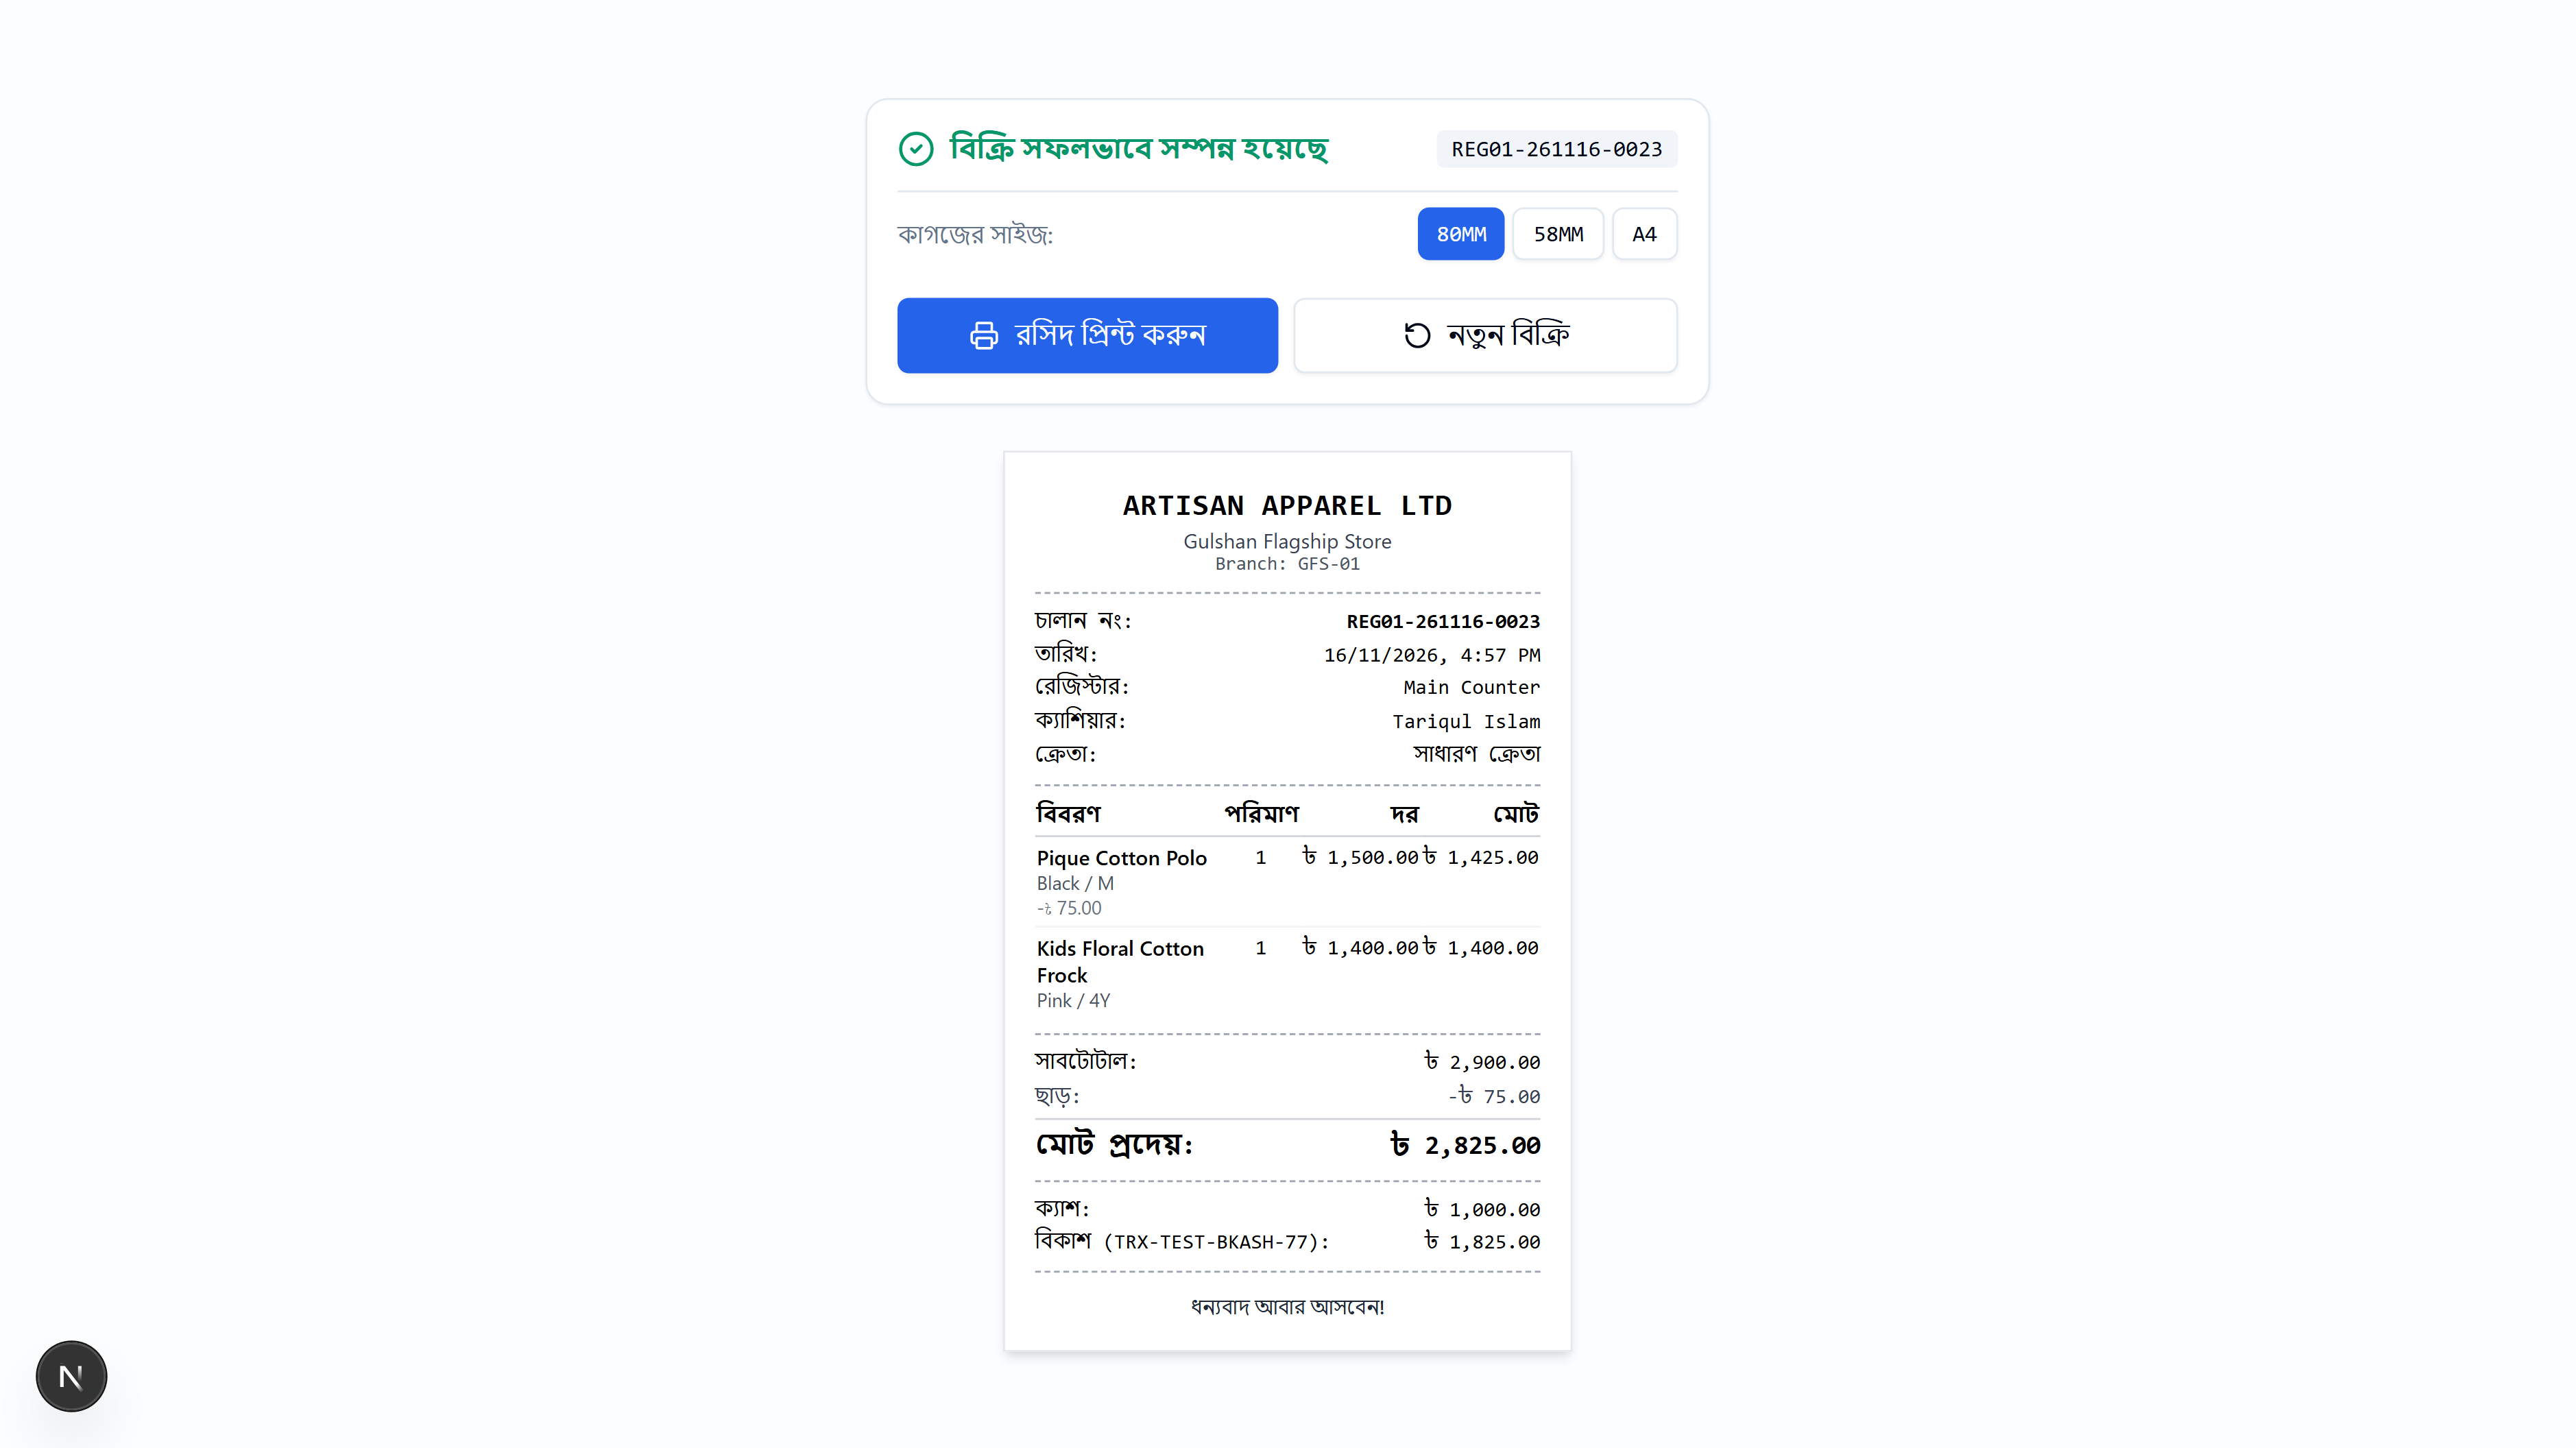 বিক্রি সফলভাবে সম্পন্ন হয়েছে REG01-261116-0023
কাগজের সাইজ: 80MM 58MM A4
রসিদ প্রিন্ট করুন নতুন বিক্রি
ARTISAN APPAREL LTD
Gulshan Flagship Store
Branch: GFS-01
চালান নং: REG01-261116-0023
তারিখ: 16/11/2026, 4:57 PM
রেজিস্টার: Main Counter
ক্যাশিয়ার: Tariqul Islam
ক্রেতা: সাধারণ ক্রেতা
বিবরণ পরিমাণ দর মোট
Pique Cotton Polo 1 ৳ 1,500.00 ৳ 1,425.00
Black / M
-৳ 75.00
Kids Floral Cotton 1 ৳ 1,400.00 ৳ 1,400.00
Frock
Pink / 4Y
সাবটোটাল: ৳ 2,900.00
ছাড়: -৳ 75.00
মোট প্রদেয়: ৳ 2,825.00
ক্যাশ: ৳ 1,000.00
বিকাশ (TRX-TEST-BKASH-77): ৳ 1,825.00
ধন্যবাদ আবার আসবেন!
N